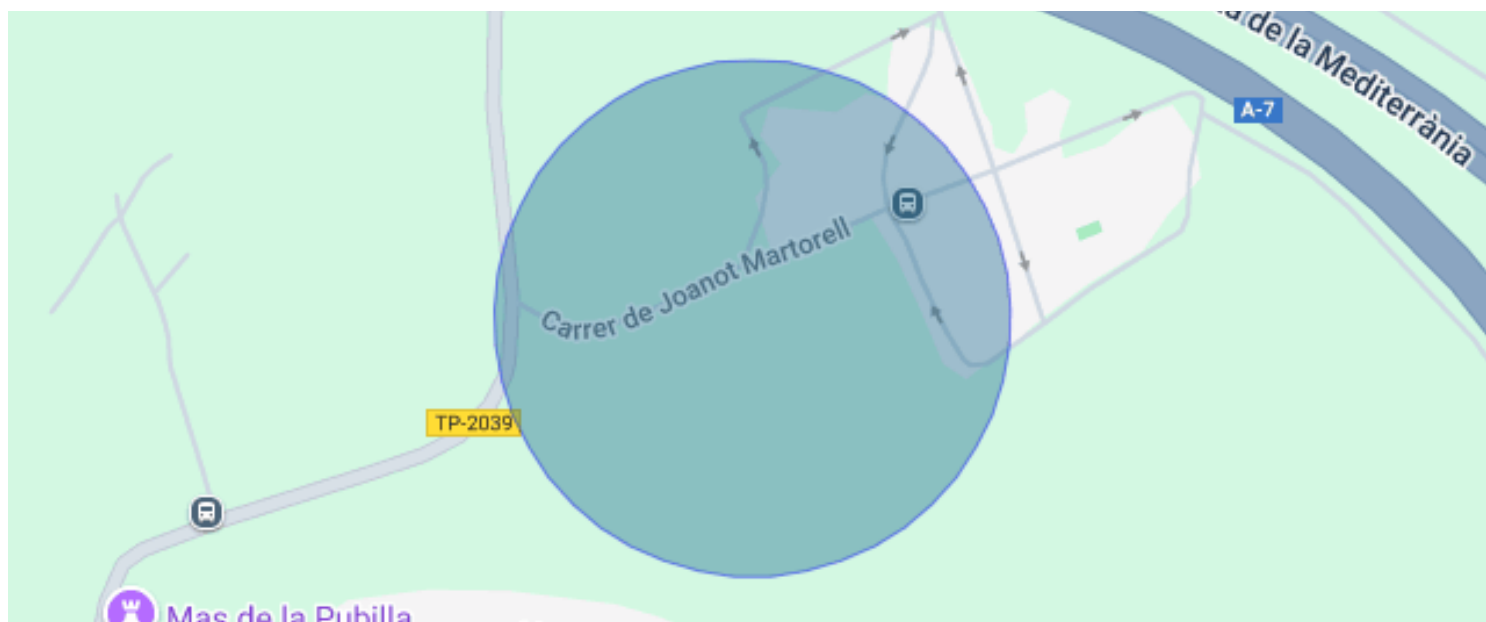 de la Mediterrània
A-7
Carrer de Joanot Martorell
TP-2039
Mas de la Pubilla